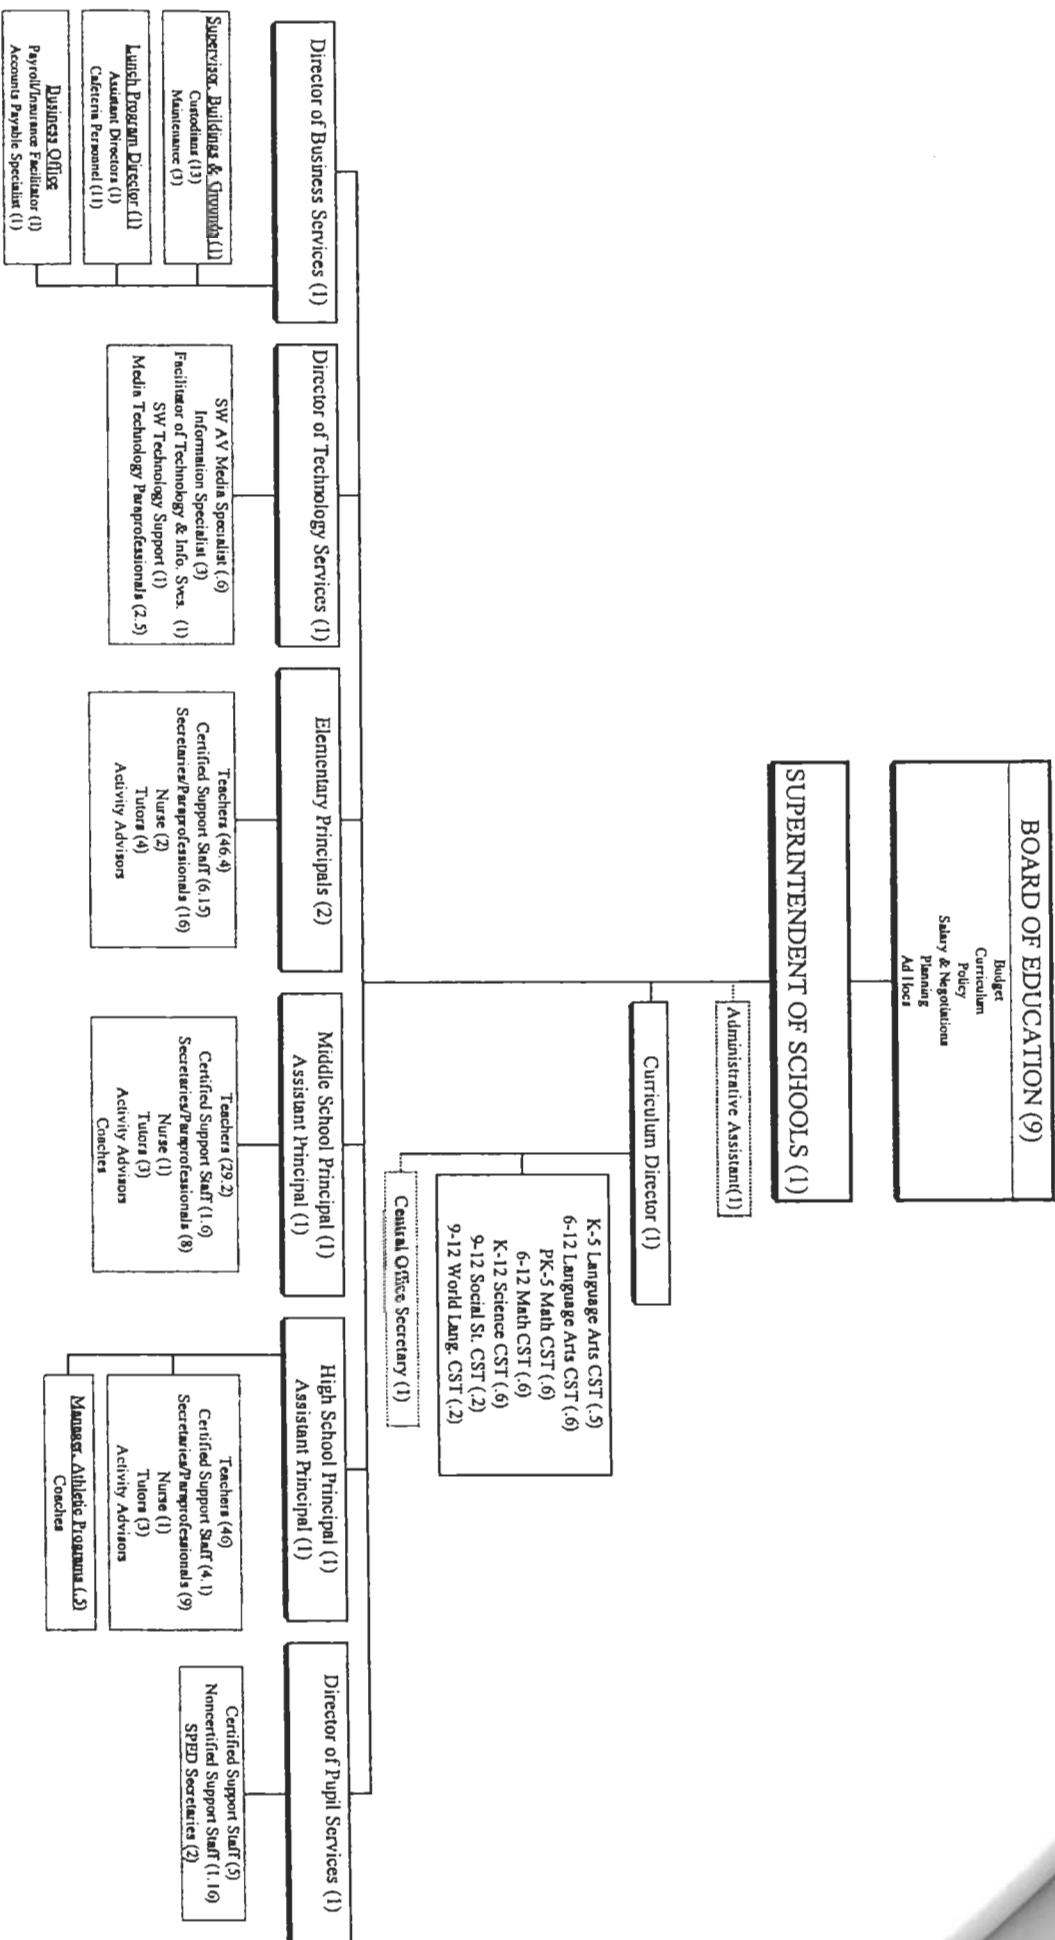 BOARD OF EDUCATION (9)
Budget
Curriculum
Policy
Salary & Negotiations
Planning
Ad Hocs
SUPERINTENDENT OF SCHOOLS (1)
Administrative Assistant(1)
Curriculum Director (1)
K-5 Language Arts CST (.5)
6-12 Language Arts CST (.6)
PK-5 Math CST (.6)
6-12 Math CST (.6)
K-12 Science CST (.6)
9-12 Social St. CST (.2)
9-12 World Lang. CST (.2)
Central Office Secretary (1)
Director of Business Services (1)
Supervisor, Buildings & Grounds (1)
Custodians (13)
Maintenance (3)
Lunch Program Director (1)
Assistant Directors (1)
Cafeteria Personnel (11)
Business Office
Payroll/Insurance Facilitator (1)
Accounts Payable Specialist (1)
Director of Technology Services (1)
SW AV Media Specialist (.6)
Information Specialist (3)
Facilitator of Technology & Info. Svcs. (1)
SW Technology Support (1)
Media Technology Paraprofessionals (2.5)
Elementary Principals (2)
Teachers (46.4)
Certified Support Staff (6.15)
Secretaries/Paraprofessionals (16)
Nurse (2)
Tutors (4)
Activity Advisors
Middle School Principal (1)
Assistant Principal (1)
Teachers (29.2)
Certified Support Staff (1.6)
Secretaries/Paraprofessionals (8)
Nurse (1)
Tutors (3)
Activity Advisors
Coaches
High School Principal (1)
Assistant Principal (1)
Teachers (46)
Certified Support Staff (4.1)
Secretaries/Paraprofessionals (9)
Nurse (1)
Tutors (3)
Activity Advisors
Manager, Athletic Programs (.5)
Coaches
Director of Pupil Services (1)
Certified Support Staff (5)
Noncertified Support Staff (1.16)
SPED Secretaries (2)